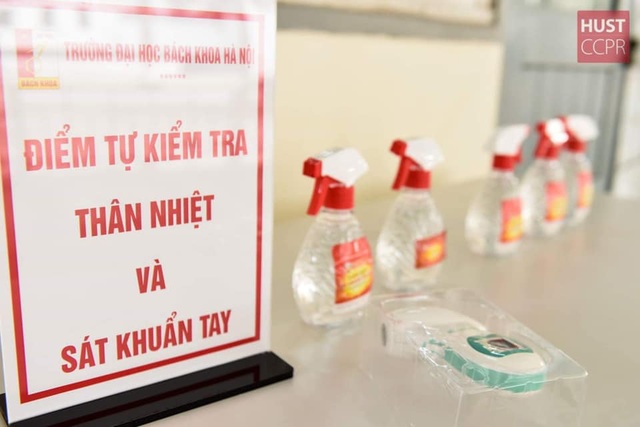 TRƯỜNG ĐẠI HỌC BÁCH KHOA HÀ NỘI
BÁCH KHOA
ĐIỂM TỰ KIỂM TRA
THÂN NHIỆT
VÀ
SÁT KHUẨN TAY
HUST
CCPR